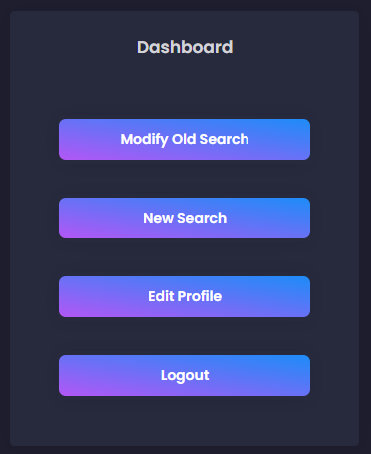 Dashboard
Modify Old Search
New Search
Edit Profile
Logout